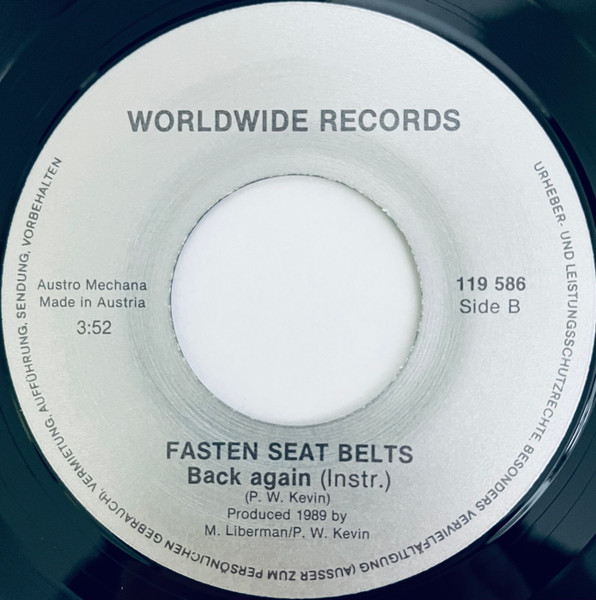 WORLDWIDE RECORDS
Austro Mechana
Made in Austria
3:52
119 586
Side B
FASTEN SEAT BELTS
Back again (Instr.)
(P. W. Kevin)
Produced 1989 by
M. Liberman/P. W. Kevin
URHEBER- UND LEISTUNGSSCHUTZRECHTE, BESONDERS VERVIELFÄLTIGUNG (AUSSER ZUM PERSÖNLICHEN GEBRAUCH), VERMIETUNG, AUFFÜHRUNG, SENDUNG, VORBEHALTEN